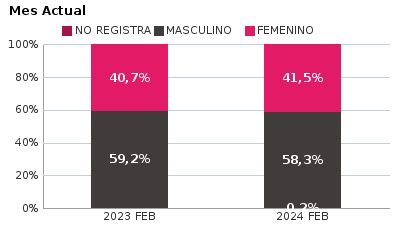 Mes Actual
NO REGISTRA MASCULINO FEMENINO
100%
80%
60%
40%
20%
0%
40,7%
41,5%
59,2%
58,3%
0,2%
2023 FEB
2024 FEB